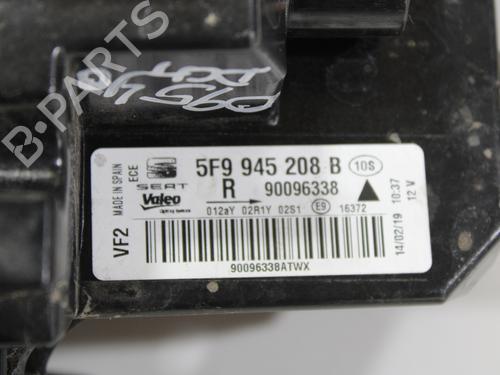 B-PARTS
ECE
MADE IN SPAIN
VF2
SEAT
Valeo
5F9 945 208 B
10S
R
90096338
012aY 02R1Y 02S1 E9 16372
90096338ATWX
14/02/19 10:37
12 V